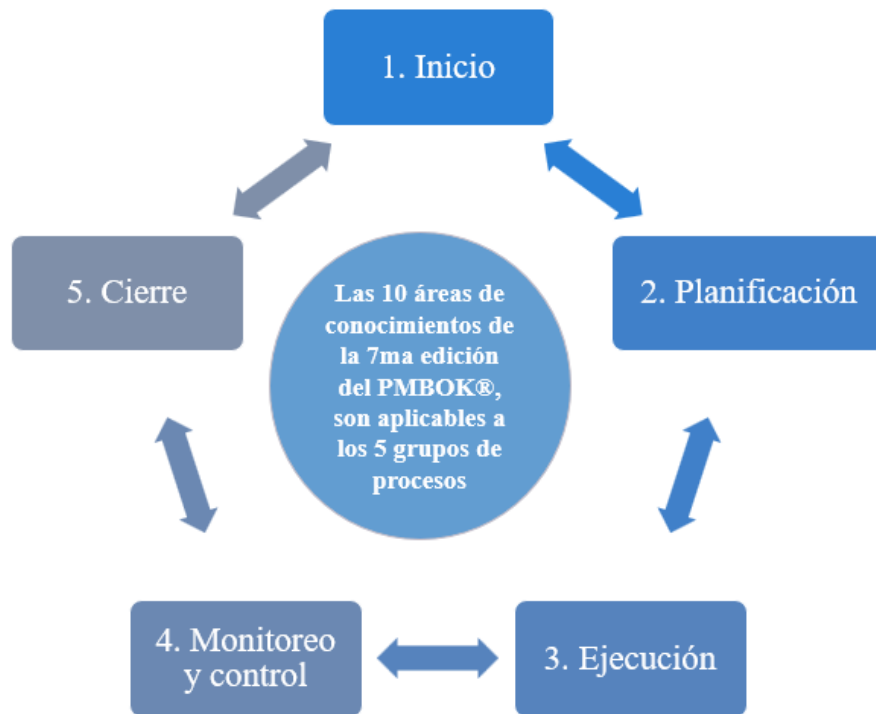 1. Inicio
2. Planificación
3. Ejecución
4. Monitoreo
y control
5. Cierre
Las 10 áreas de
conocimientos de
la 7ma edición
del PMBOK®,
son aplicables a
los 5 grupos de
procesos